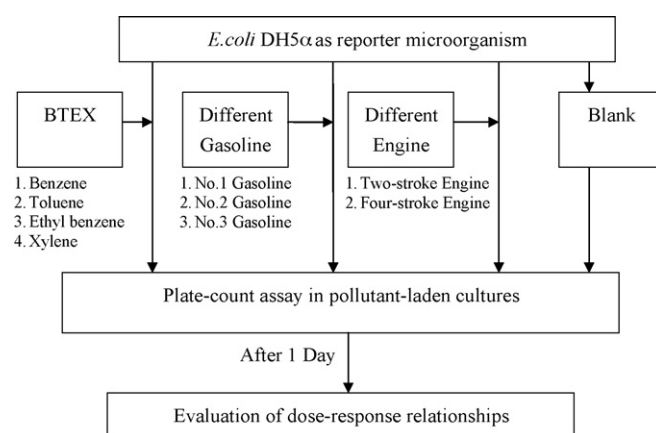 E.coli DH5α as reporter microorganism
BTEX
1. Benzene
2. Toluene
3. Ethyl benzene
4. Xylene
Different
Gasoline
1. No.1 Gasoline
2. No.2 Gasoline
3. No.3 Gasoline
Different
Engine
1. Two-stroke Engine
2. Four-stroke Engine
Blank
Plate-count assay in pollutant-laden cultures
After 1 Day
Evaluation of dose-response relationships